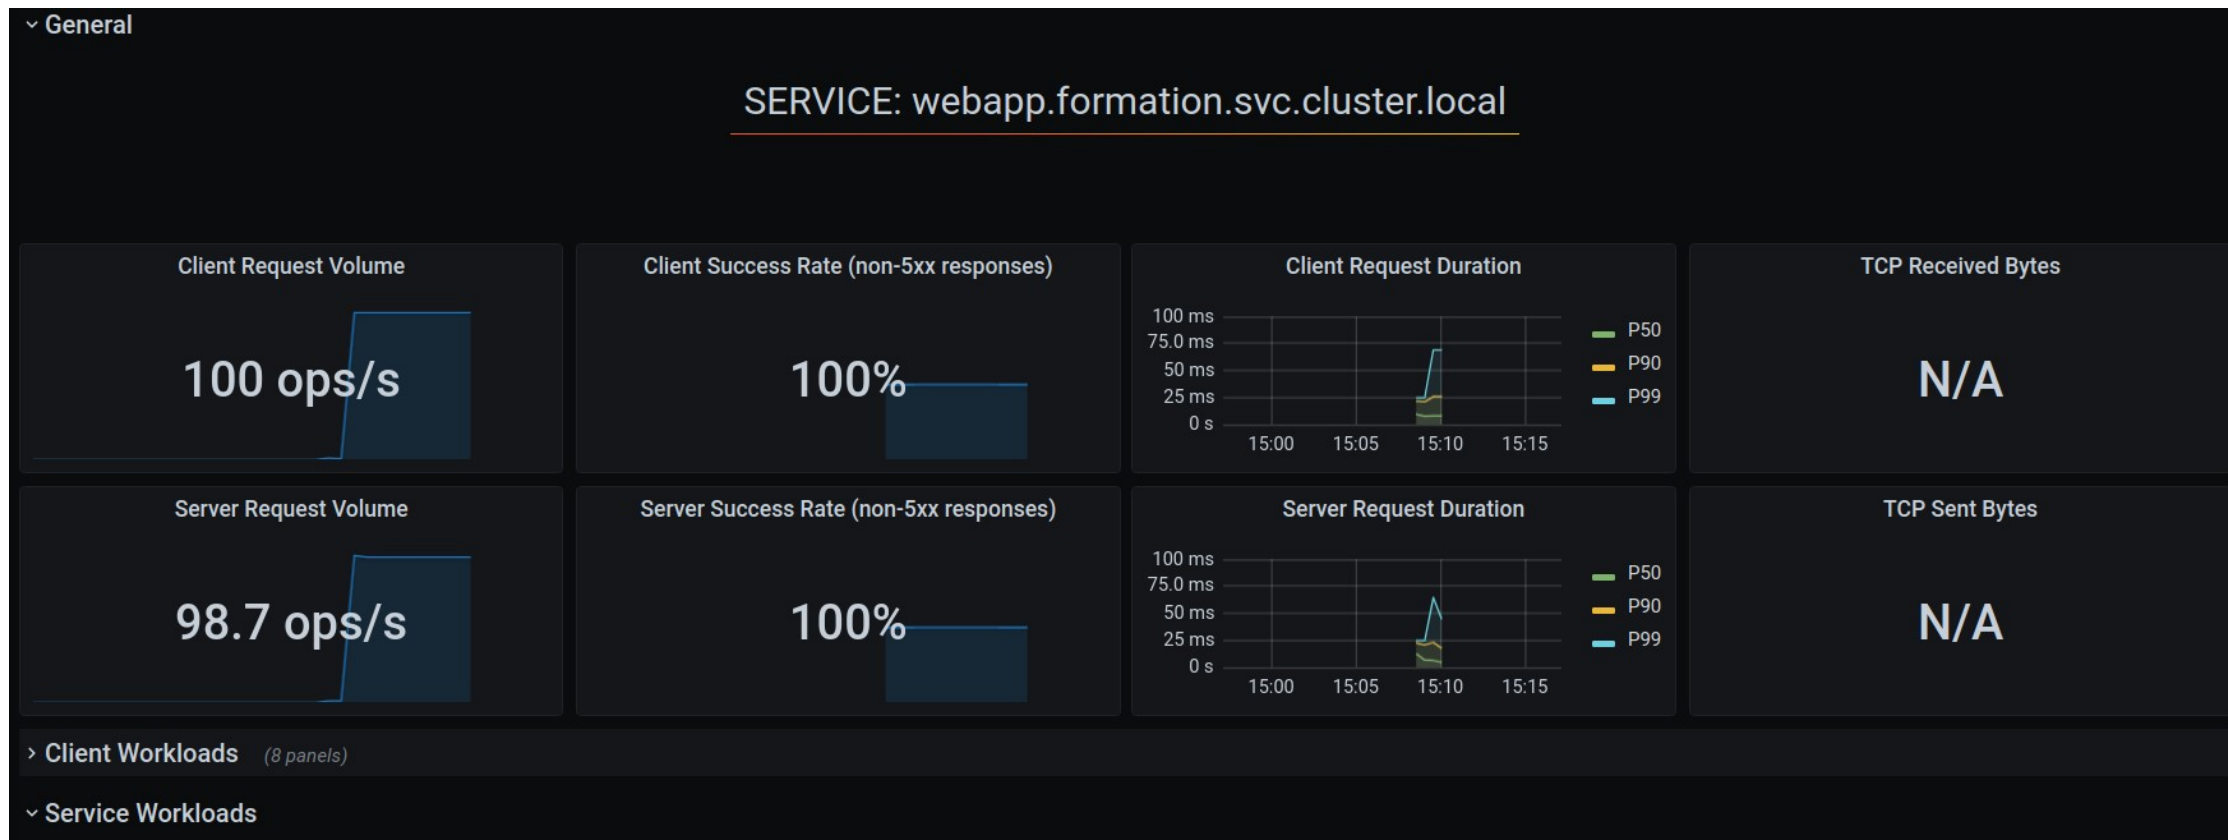 General
SERVICE: webapp.formation.svc.cluster.local
Client Request Volume
100 ops/s
Client Success Rate (non-5xx responses)
100%
Client Request Duration
100 ms
75.0 ms
50 ms
25 ms
0 s
15:00 15:05 15:10 15:15
P50
P90
P99
TCP Received Bytes
N/A
Server Request Volume
98.7 ops/s
Server Success Rate (non-5xx responses)
100%
Server Request Duration
100 ms
75.0 ms
50 ms
25 ms
0 s
15:00 15:05 15:10 15:15
P50
P90
P99
TCP Sent Bytes
N/A
Client Workloads (8 panels)
Service Workloads